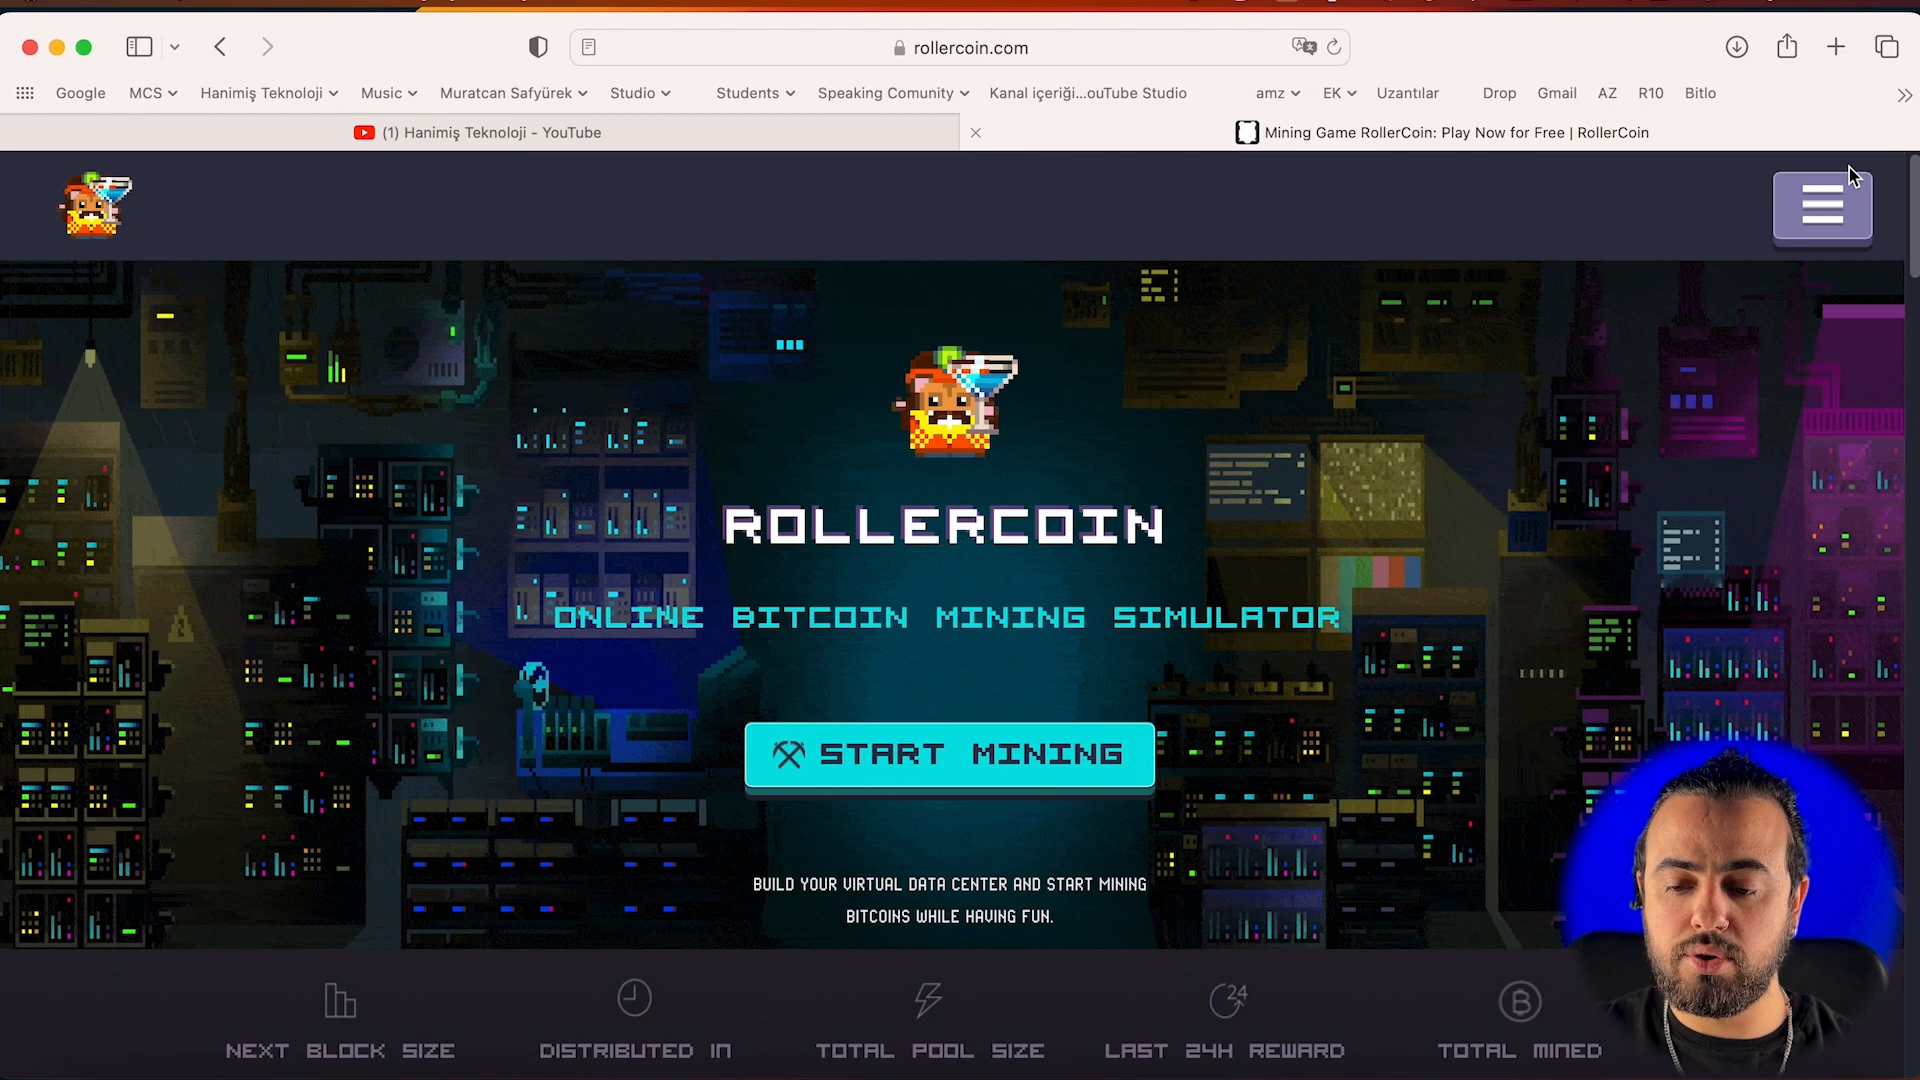 rollercoin.com
Google MCS Hanimiş Teknoloji Music Muratcan Safyürek Studio Students Speaking Comunity Kanal içeriği...ouTube Studio amz EK Uzantılar Drop Gmail AZ R10 Bitlo
(1) Hanimiş Teknoloji - YouTube
Mining Game RollerCoin: Play Now for Free | RollerCoin
ROLLERCOIN
ONLINE BITCOIN MINING SIMULATOR
START MINING
BUILD YOUR VIRTUAL DATA CENTER AND START MINING
BITCOINS WHILE HAVING FUN.
24
NEXT BLOCK SIZE
DISTRIBUTED IN
TOTAL POOL SIZE
LAST 24H REWARD
TOTAL MINED